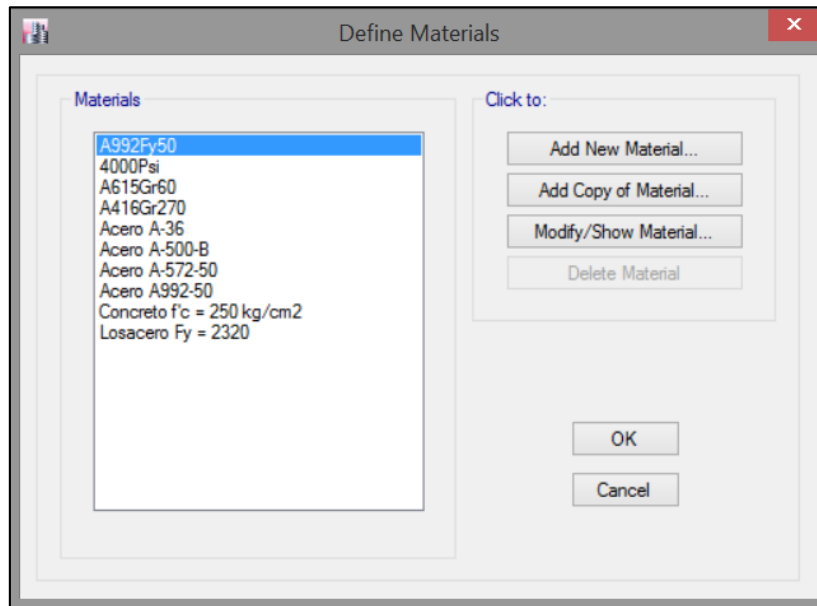 Define Materials
Materials
A992Fy50
4000Psi
A615Gr60
A416Gr270
Acero A-36
Acero A-500-B
Acero A-572-50
Acero A992-50
Concreto f'c = 250 kg/cm2
Losacero Fy = 2320
Click to:
Add New Material...
Add Copy of Material...
Modify/Show Material...
Delete Material
OK
Cancel